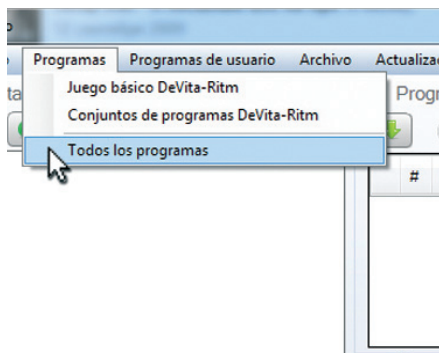 Programas Programas de usuario Archivo
Juego básico DeVita-Ritm
Conjuntos de programas DeVita-Ritm
Todos los programas
#